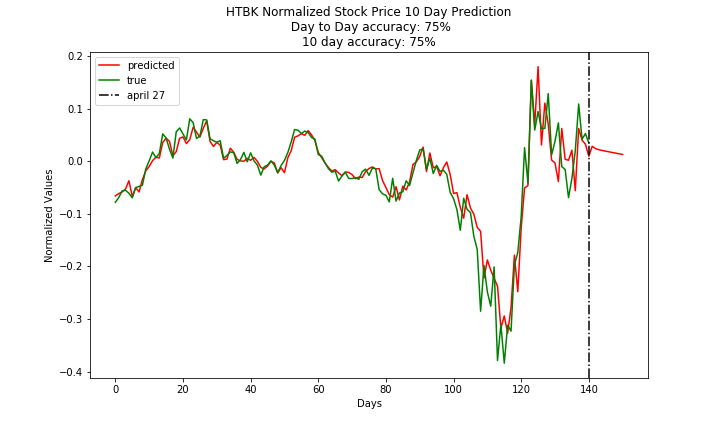 HTBK Normalized Stock Price 10 Day Prediction
Day to Day accuracy: 75%
10 day accuracy: 75%
predicted
true
april 27
Normalized Values
0.2
0.1
0.0
−0.1
−0.2
−0.3
−0.4
0
20
40
60
80
100
120
140
Days